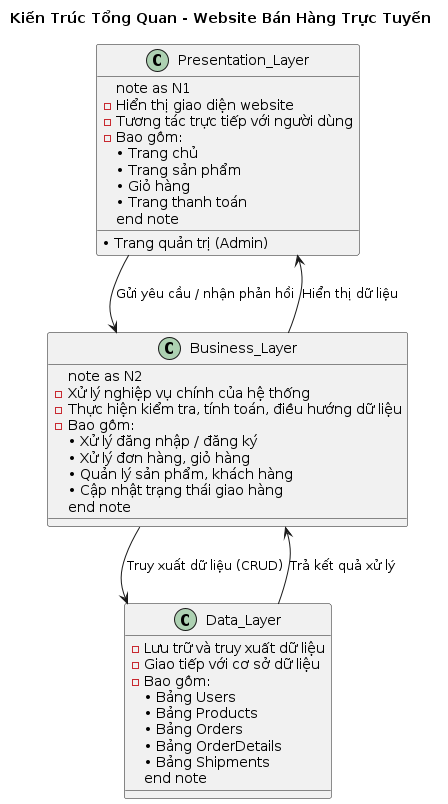 Kiến Trúc Tổng Quan - Website Bán Hàng Trực Tuyến
C Presentation_Layer
note as N1
Hiển thị giao diện website
Tương tác trực tiếp với người dùng
Bao gồm:
• Trang chủ
• Trang sản phẩm
• Giỏ hàng
• Trang thanh toán
end note
• Trang quản trị (Admin)
Gửi yêu cầu / nhận phản hồi
Hiển thị dữ liệu
C Business_Layer
note as N2
Xử lý nghiệp vụ chính của hệ thống
Thực hiện kiểm tra, tính toán, điều hướng dữ liệu
Bao gồm:
• Xử lý đăng nhập / đăng ký
• Xử lý đơn hàng, giỏ hàng
• Quản lý sản phẩm, khách hàng
• Cập nhật trạng thái giao hàng
end note
Truy xuất dữ liệu (CRUD)
Trả kết quả xử lý
C Data_Layer
Lưu trữ và truy xuất dữ liệu
Giao tiếp với cơ sở dữ liệu
Bao gồm:
• Bảng Users
• Bảng Products
• Bảng Orders
• Bảng OrderDetails
• Bảng Shipments
end note